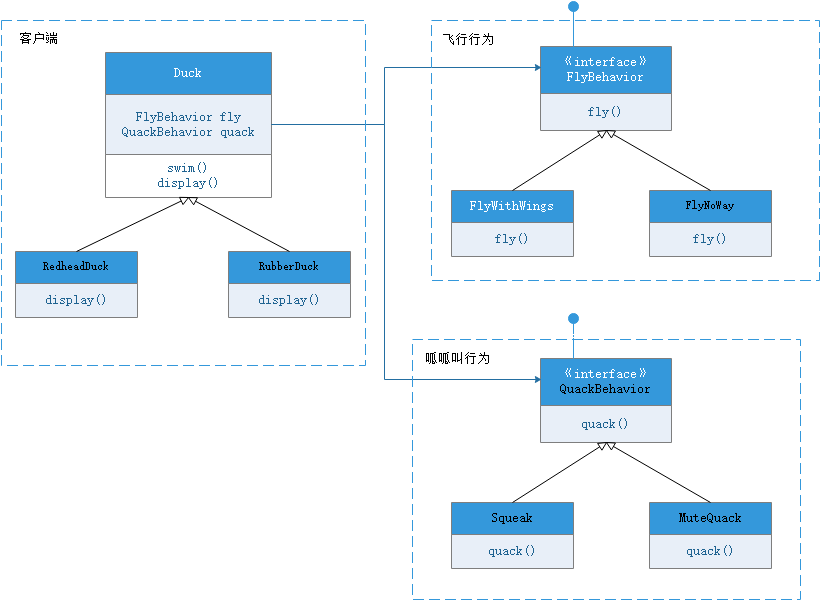 客户端
Duck
FlyBehavior fly
QuackBehavior quack
swim()
display()
RedheadDuck
display()
RubberDuck
display()
飞行行为
《interface》
FlyBehavior
fly()
FlyWithWings
fly()
FlyNoWay
fly()
呱呱叫行为
《interface》
QuackBehavior
quack()
Squeak
quack()
MuteQuack
quack()